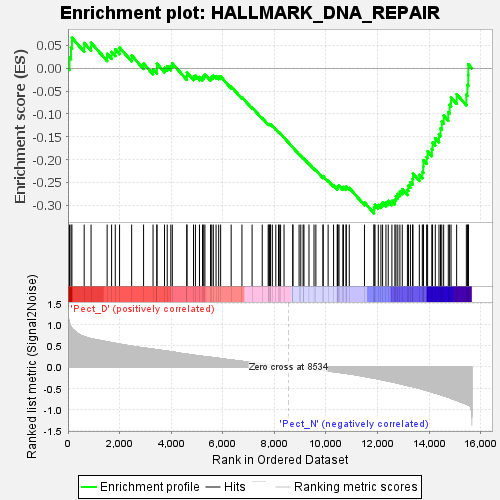 Enrichment plot: HALLMARK_DNA_REPAIR
Enrichment score (ES)
0.05
0.00
-0.05
-0.10
-0.15
-0.20
-0.25
-0.30
'Pect_D' (positively correlated)
Ranked list metric (Signal2Noise)
1.5
1.0
0.5
0.0
-0.5
-1.0
-1.5
Zero cross at 8534
'Pect_N' (negatively correlated)
0
2,000
4,000
6,000
8,000
10,000
12,000
14,000
16,000
Rank in Ordered Dataset
Enrichment profile
Hits
Ranking metric scores